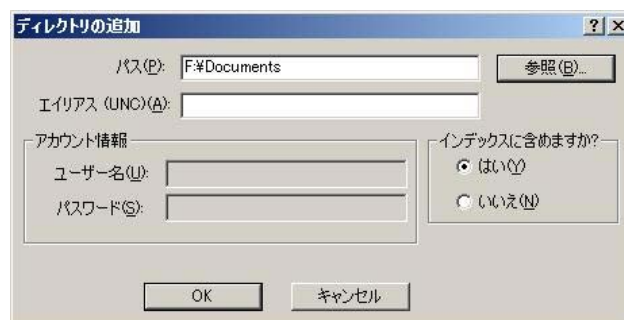 ディレクトリの追加
パス(P): F:¥Documents 参照(B)...
エイリアス (UNC)(A):
アカウント情報
ユーザー名(U):
パスワード(S):
インデックスに含めますか?
はい(Y)
いいえ(N)
OK キャンセル